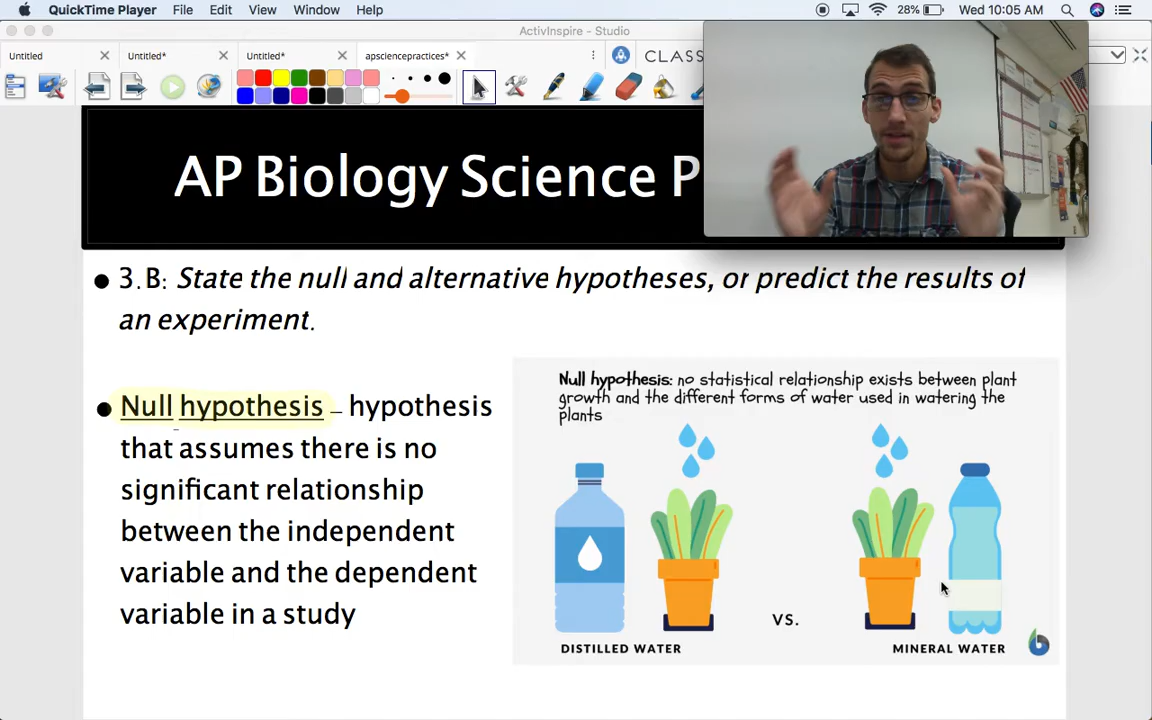 QuickTime Player File Edit View Window Help 28% Wed 10:05 AM
ActivInspire - Studio
Untitled Untitled* Untitled* apsciencepractices*
CLASS
AP Biology Science P
3.B: State the null and alternative hypotheses, or predict the results of
an experiment.
Null hypothesis – hypothesis
that assumes there is no
significant relationship
between the independent
variable and the dependent
variable in a study
Null hypothesis: no statistical relationship exists between plant
growth and the different forms of water used in watering the
plants
VS.
DISTILLED WATER
MINERAL WATER